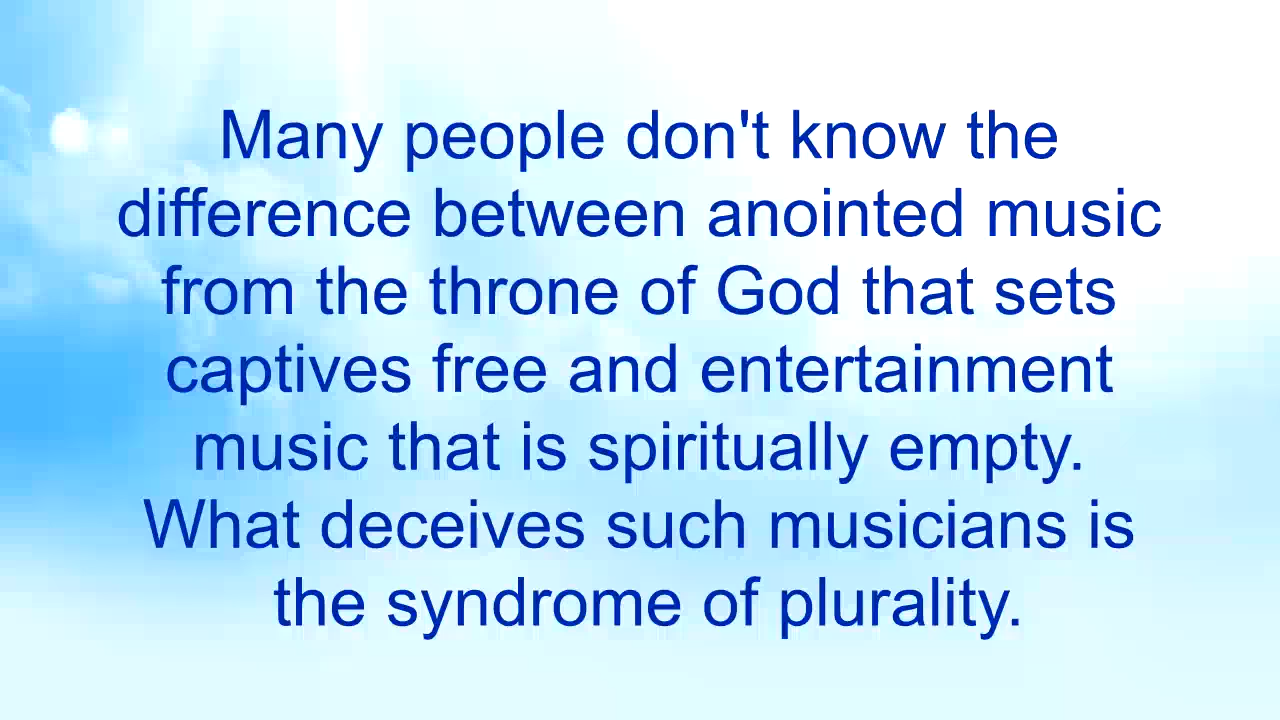 Many people don't know the
difference between anointed music
from the throne of God that sets
captives free and entertainment
music that is spiritually empty.
What deceives such musicians is
the syndrome of plurality.